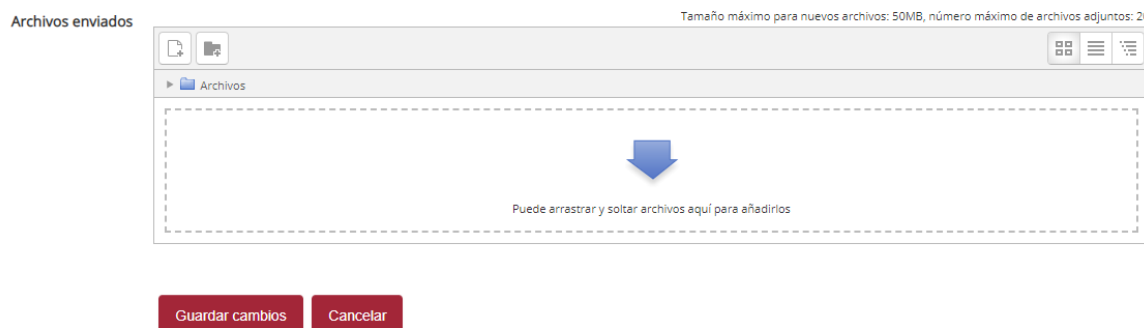 Archivos enviados
Tamaño máximo para nuevos archivos: 50MB, número máximo de archivos adjuntos: 2
Archivos
Puede arrastrar y soltar archivos aquí para añadirlos
Guardar cambios
Cancelar